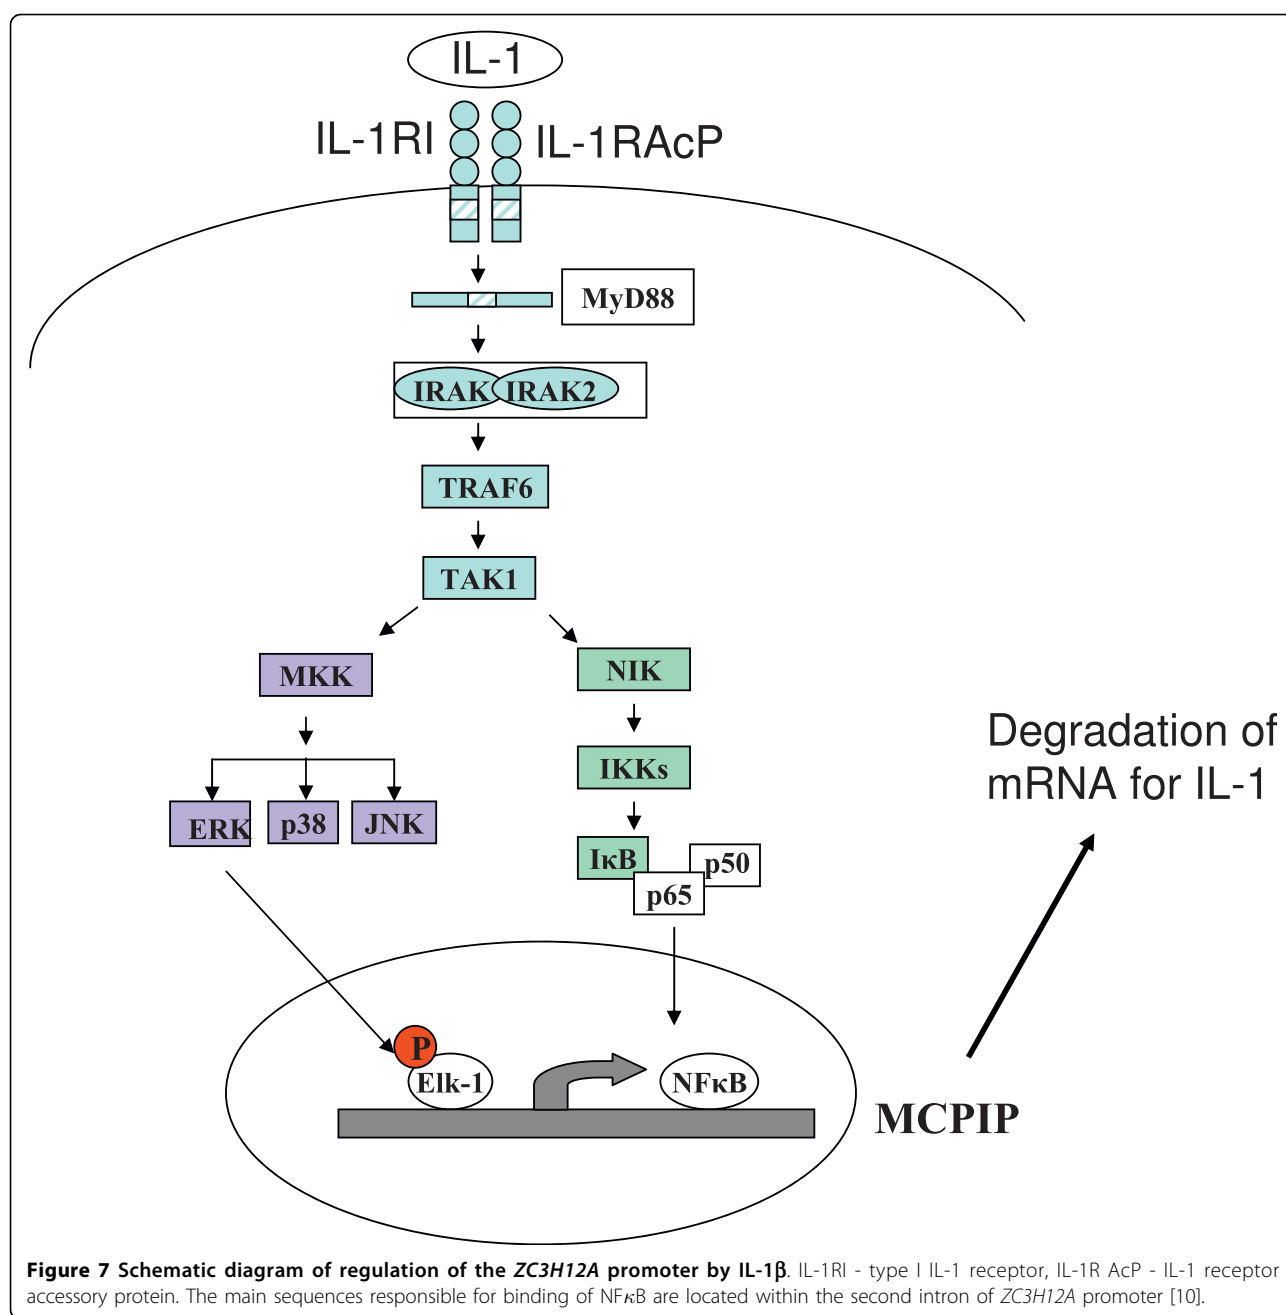 IL-1
IL-1RI
IL-1RAcP
MyD88
IRAK IRAK2
TRAF6
TAK1
MKK
NIK
IKKs
ERK p38 JNK
IκB
p50
p65
Degradation of
mRNA for IL-1
P
Elk-1
NFκB
MCPIP
Figure 7 Schematic diagram of regulation of the ZC3H12A promoter by IL-1β. IL-1RI - type I IL-1 receptor, IL-1R AcP - IL-1 receptor
accessory protein. The main sequences responsible for binding of NFκB are located within the second intron of ZC3H12A promoter [10].